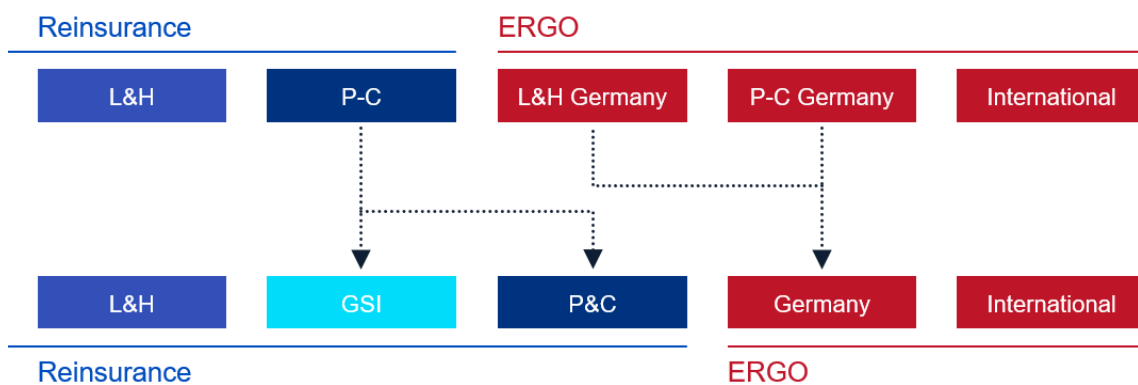 Reinsurance
ERGO
L&H
P-C
L&H Germany
P-C Germany
International
L&H
GSI
P&C
Germany
International
Reinsurance
ERGO